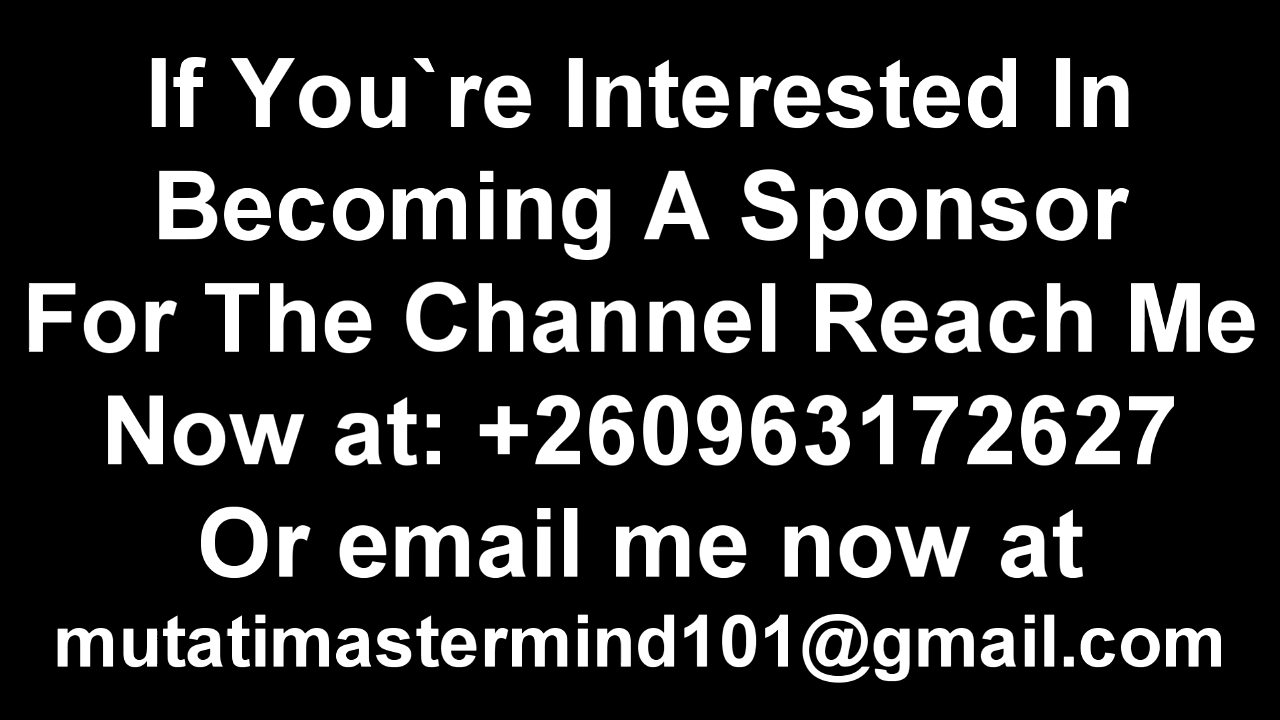 If You`re Interested In
Becoming A Sponsor
For The Channel Reach Me
Now at: +260963172627
Or email me now at
mutatimastermind101@gmail.com